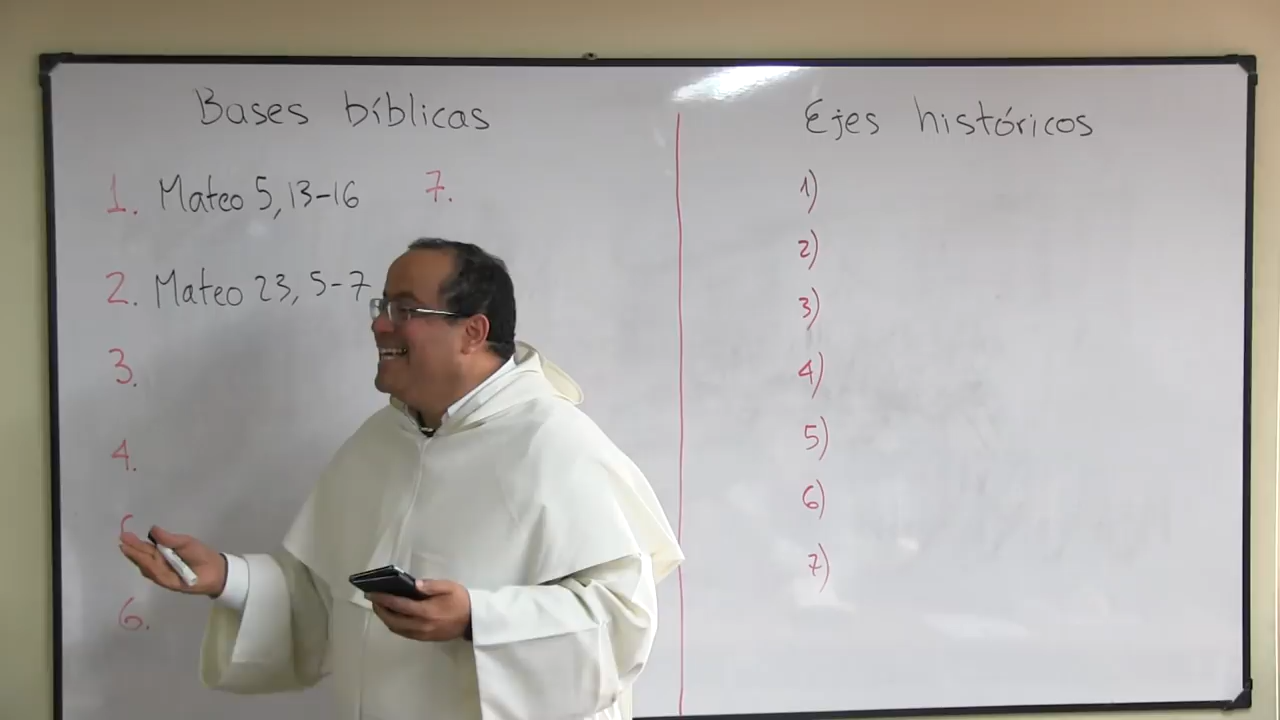 Bases bíblicas
1. Mateo 5, 13-16
7.
2. Mateo 23, 5-7
3.
4.
6.
Ejes históricos
1)
2)
3)
4)
5)
6)
7)